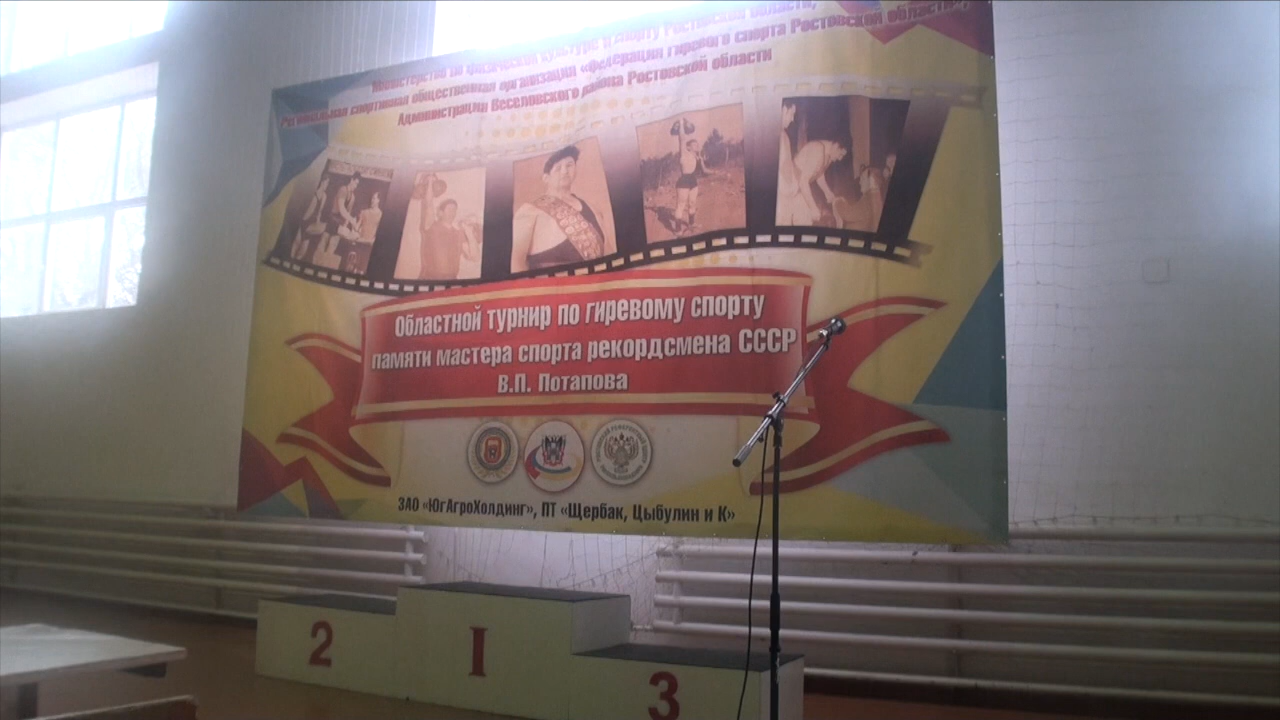 Министерство по физической культуре и спорту Ростовской области,
Региональная спортивная общественная организация «Федерация гиревого спорта Ростовской области»,
Администрация Веселовского района Ростовской области
Областной турнир по гиревому спорту
памяти мастера спорта рекордсмена СССР
В.П. Потапова
ЗАО «ЮгАгроХолдинг», ПТ «Щербак, Цыбулин и К»
2
I
3